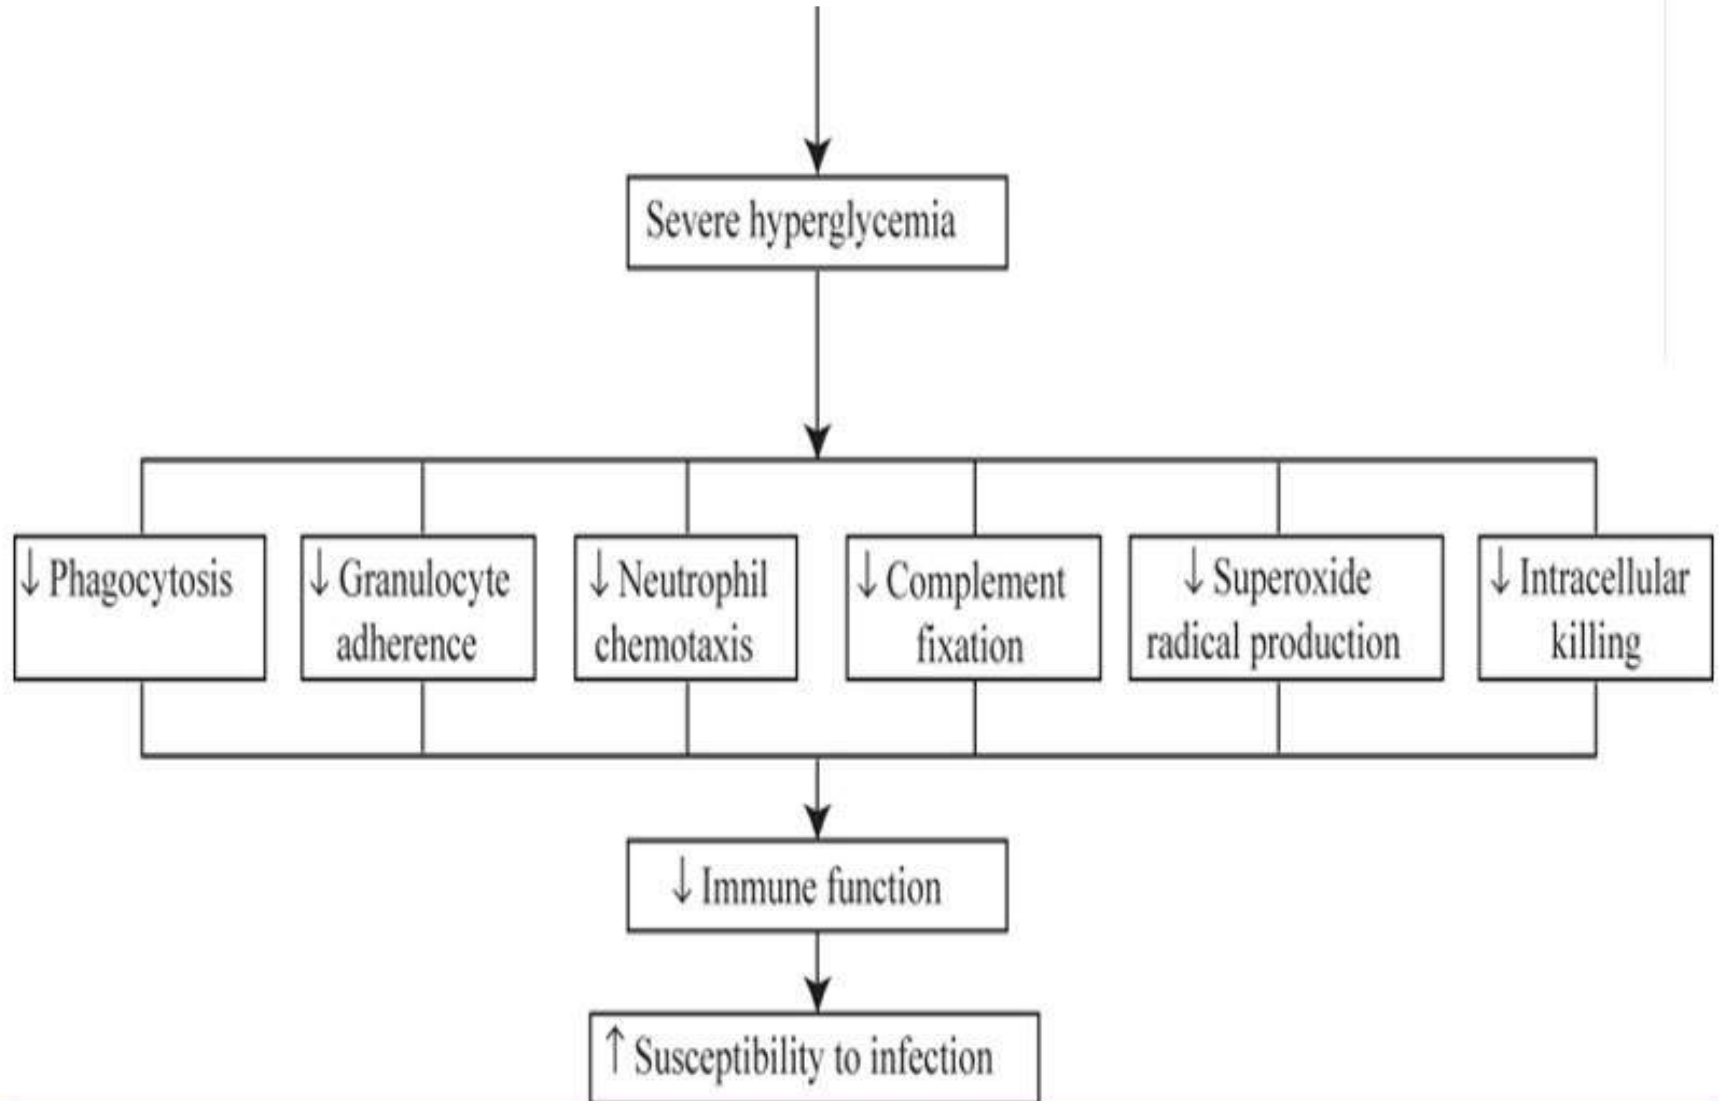 Severe hyperglycemia
↓ Phagocytosis
↓ Granulocyte
adherence
↓ Neutrophil
chemotaxis
↓ Complement
fixation
↓ Superoxide
radical production
↓ Intracellular
killing
↓ Immune function
↑ Susceptibility to infection